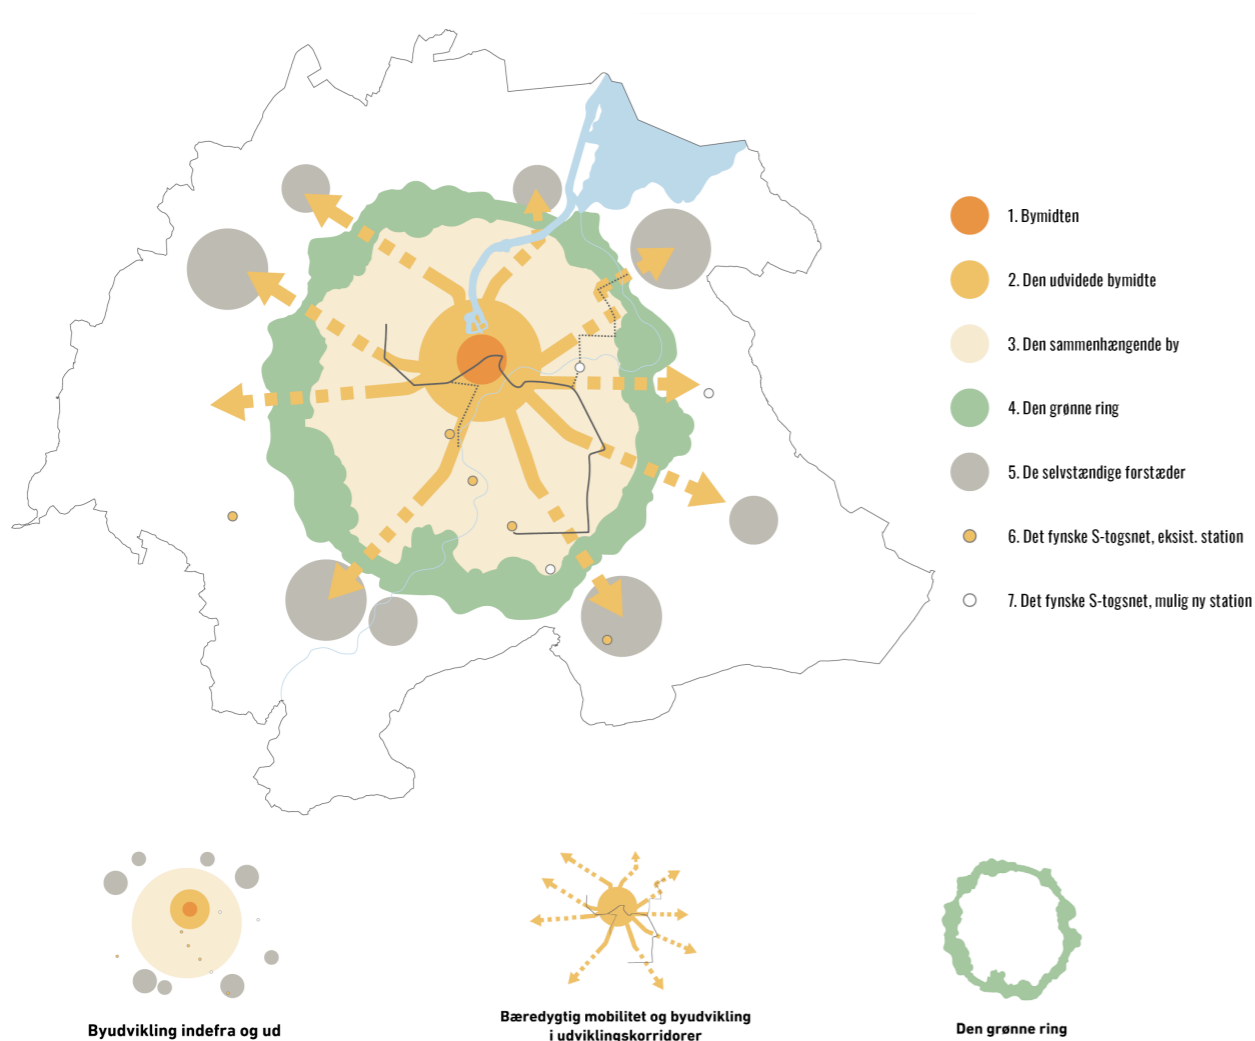 1. Bymidten
2. Den udvidede bymidte
3. Den sammenhængende by
4. Den grønne ring
5. De selvstændige forstæder
6. Det fynske S-togsnet, eksist. station
7. Det fynske S-togsnet, mulig ny station
Byudvikling indefra og ud
Bæredygtig mobilitet og byudvikling
i udviklingskorridorer
Den grønne ring